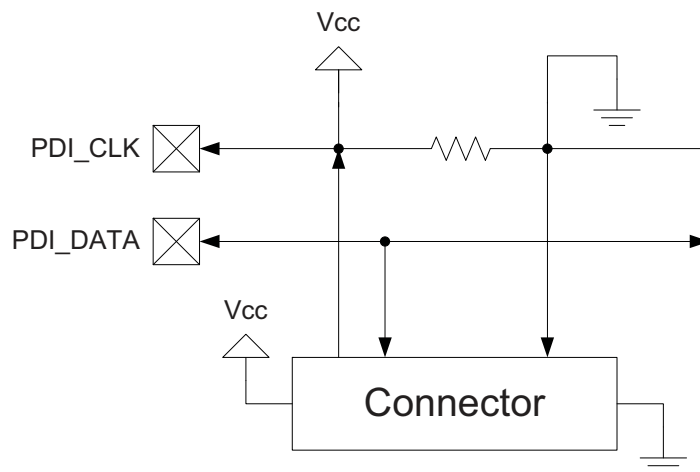 Vcc
PDI_CLK
PDI_DATA
Vcc
Connector